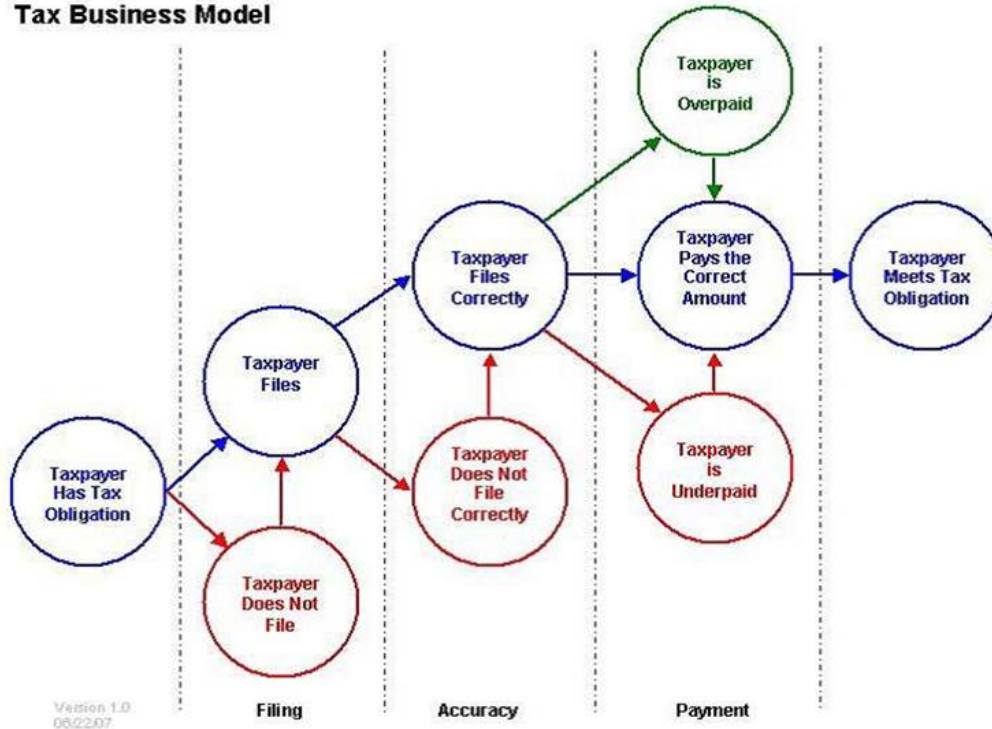 Tax Business Model
Taxpayer
is
Overpaid
Taxpayer
Files
Correctly
Taxpayer
Pays the
Correct
Amount
Taxpayer
Meets Tax
Obligation
Taxpayer
Files
Taxpayer
Has Tax
Obligation
Taxpayer
Does Not
File
Correctly
Taxpayer
is
Underpaid
Taxpayer
Does Not
File
Version 1.0
06/22/07
Filing
Accuracy
Payment